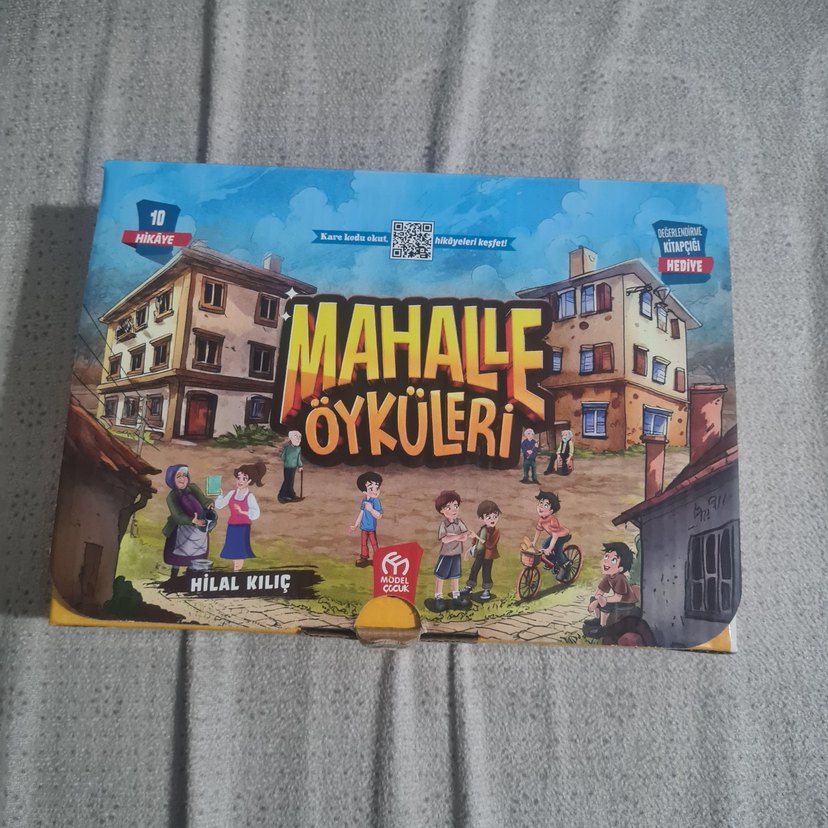 10
HİKÂYE
Kare kodu okut, hikâyeleri keşfet!
DEĞERLENDİRME
KİTAPÇIĞI
HEDİYE
MAHALLE
ÖYKÜLERİ
HİLAL KILIÇ
MODEL
ÇOCUK